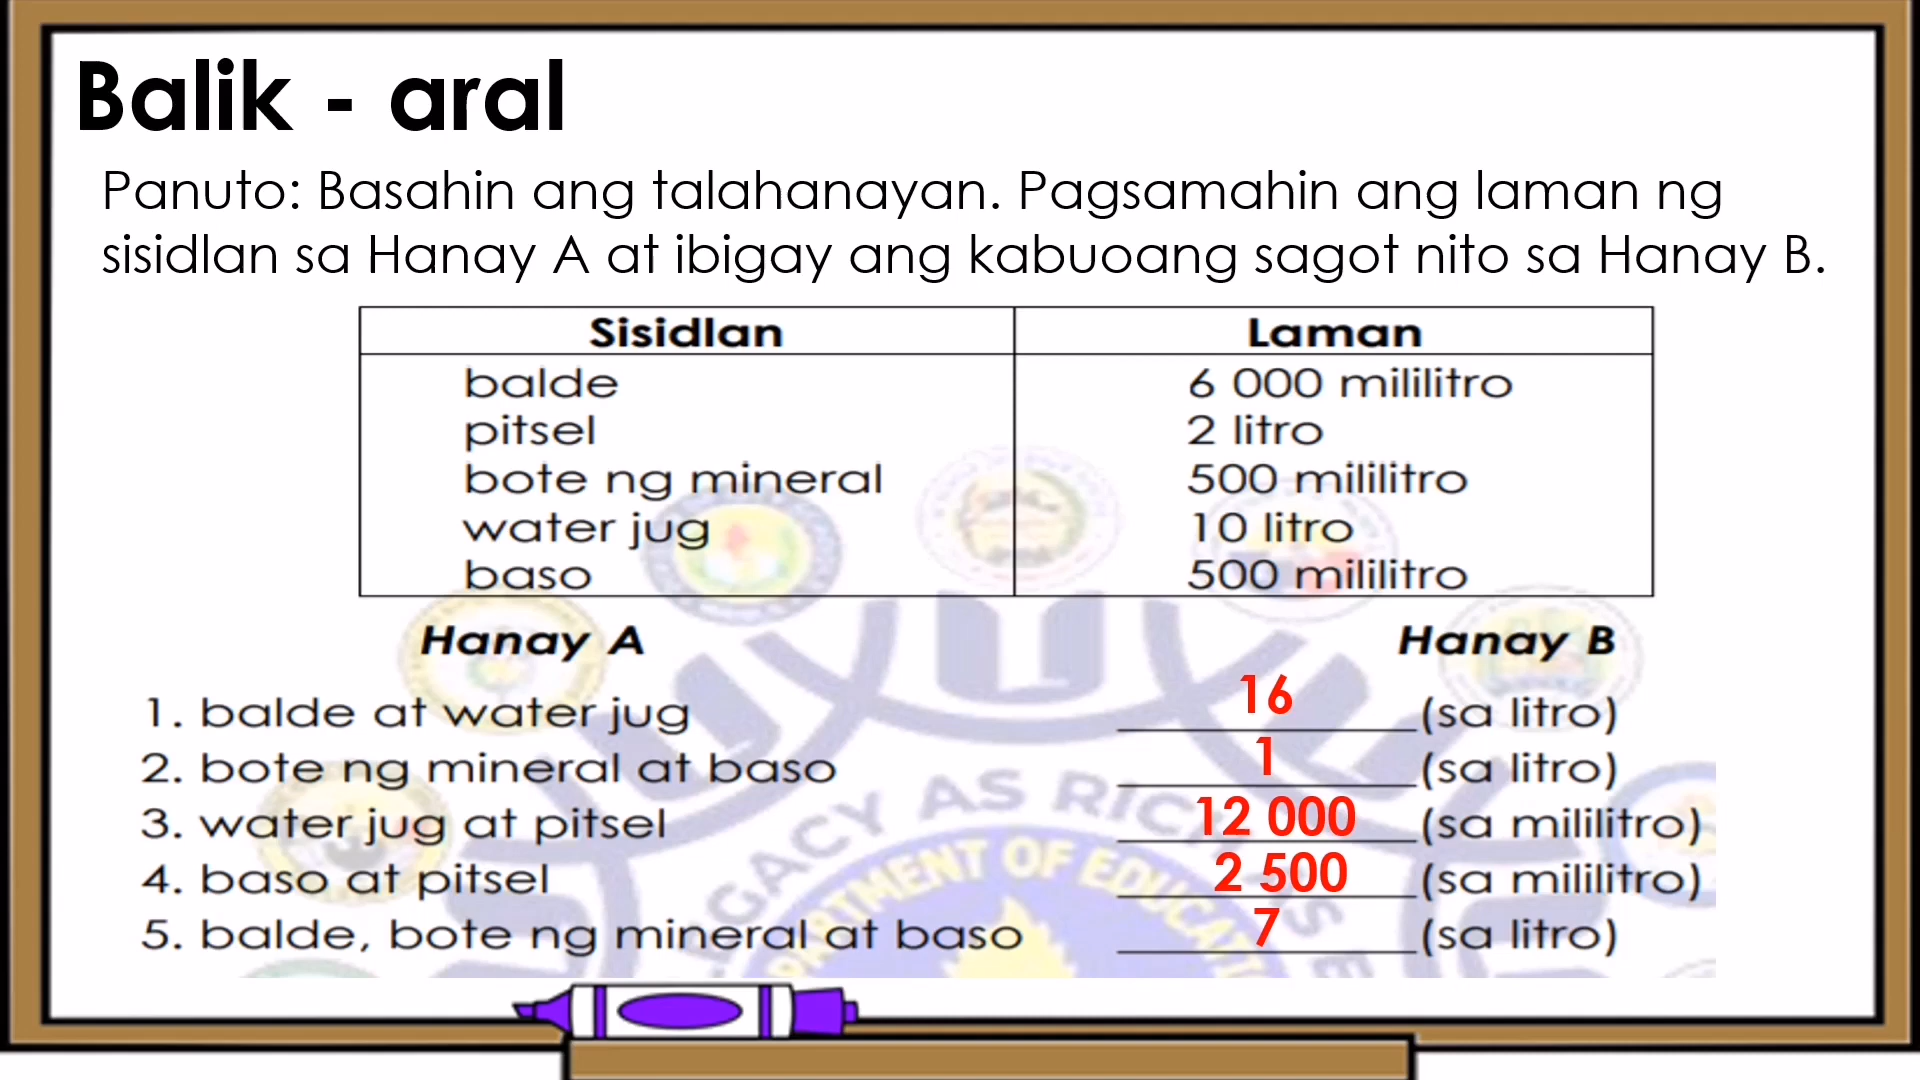 Balik - aral
Panuto: Basahin ang talahanayan. Pagsamahin ang laman ng
sisidlan sa Hanay A at ibigay ang kabuoang sagot nito sa Hanay B.
Sisidlan Laman
balde 6 000 mililitro
pitsel 2 litro
bote ng mineral 500 mililitro
water jug 10 litro
baso 500 mililitro
Hanay A Hanay B
1. balde at water jug 16 (sa litro)
2. bote ng mineral at baso 1 (sa litro)
3. water jug at pitsel 12 000 (sa mililitro)
4. baso at pitsel 2 500 (sa mililitro)
5. balde, bote ng mineral at baso 7 (sa litro)